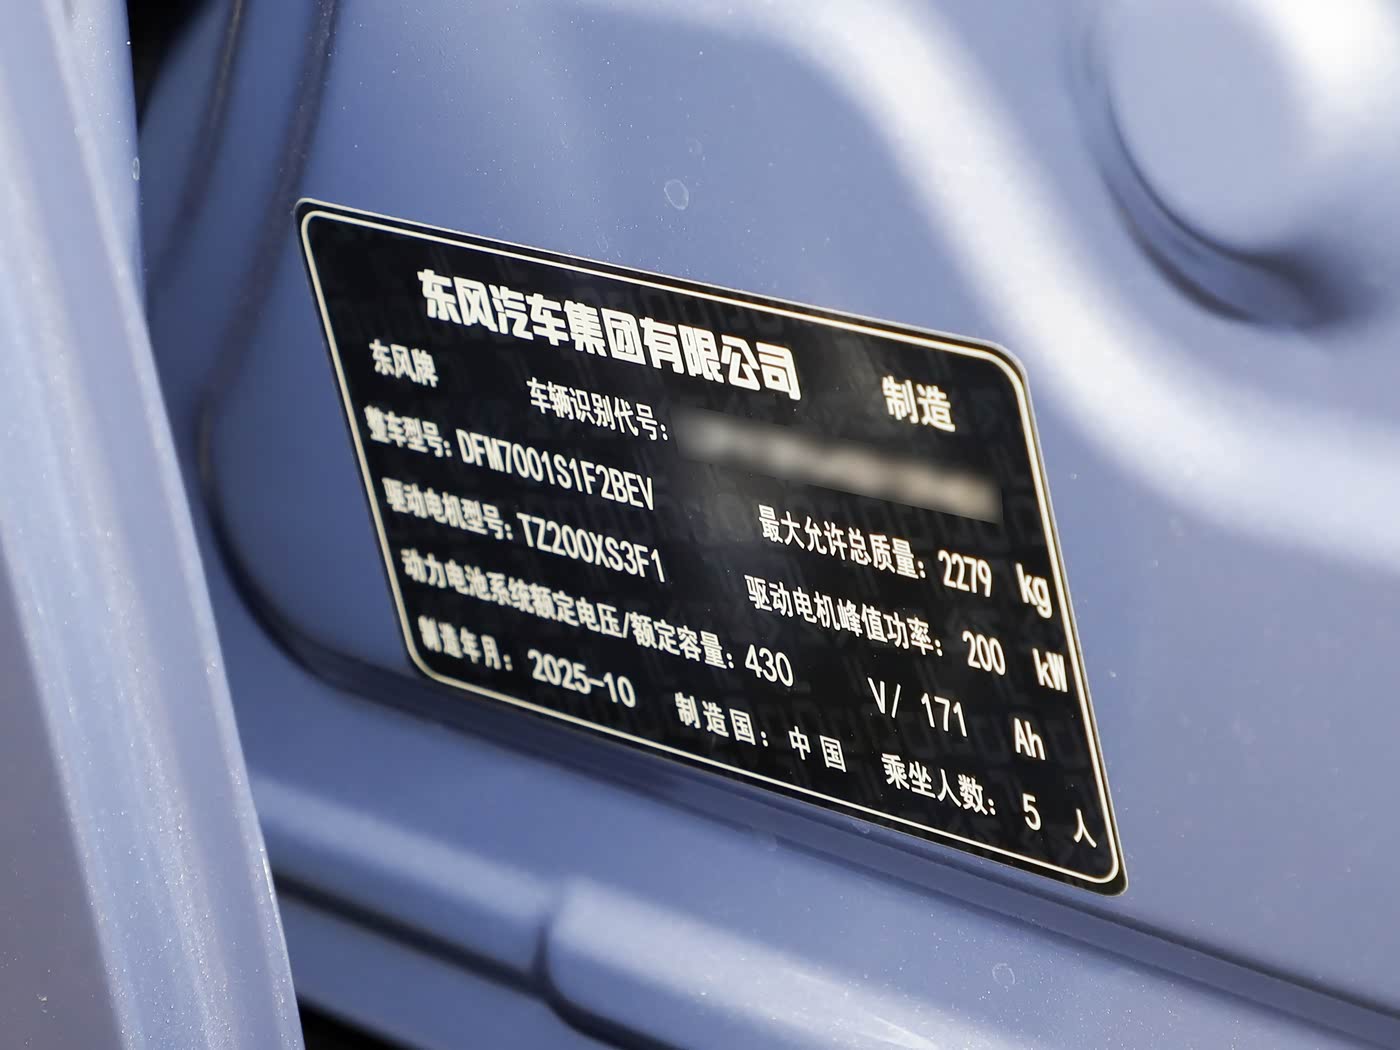 东风汽车集团有限公司 制造
东风牌 车辆识别代号:
整车型号: DFM7001S1F2BEV 最大允许总质量: 2279 kg
驱动电机型号: TZ200XS3F1 驱动电机峰值功率: 200 kW
动力电池系统额定电压/额定容量: 430 V/ 171 Ah
制造年月: 2025-10 制造国: 中国 乘坐人数: 5 人